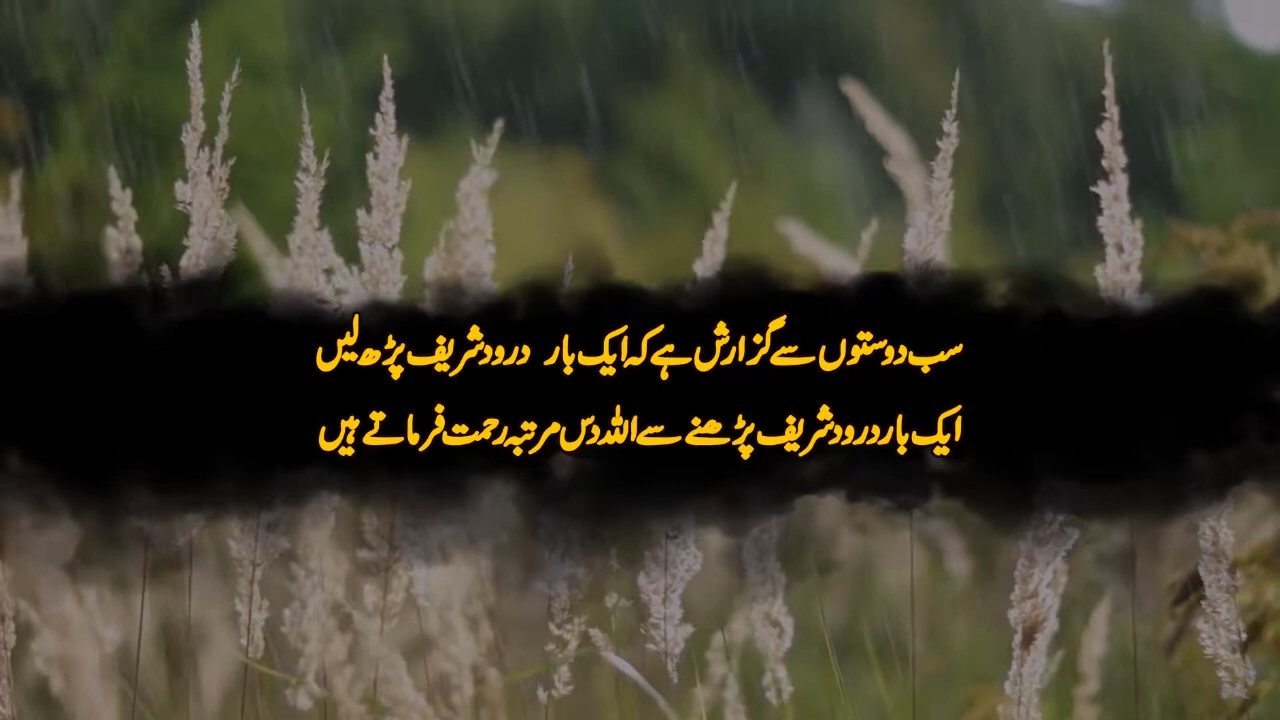 سب دوستوں سے گزارش ہے کہ ایک بار درود شریف پڑھ لیں
ایک بار درود شریف پڑھنے سے اللہ دس مرتبہ رحمت فرماتے ہیں